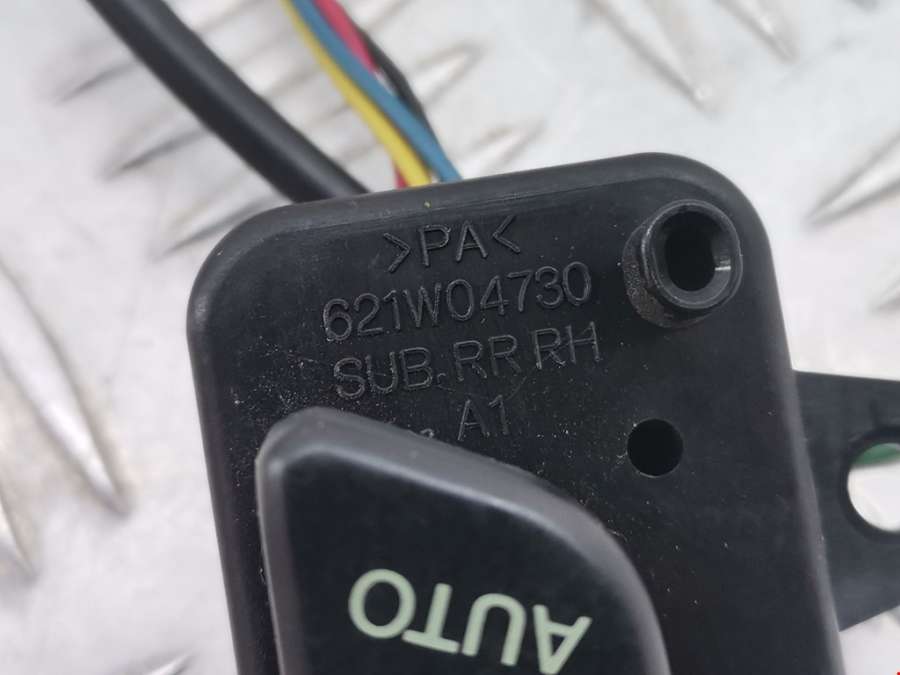 >PA<
621W04730
SUB.RR RH
A1
AUTO